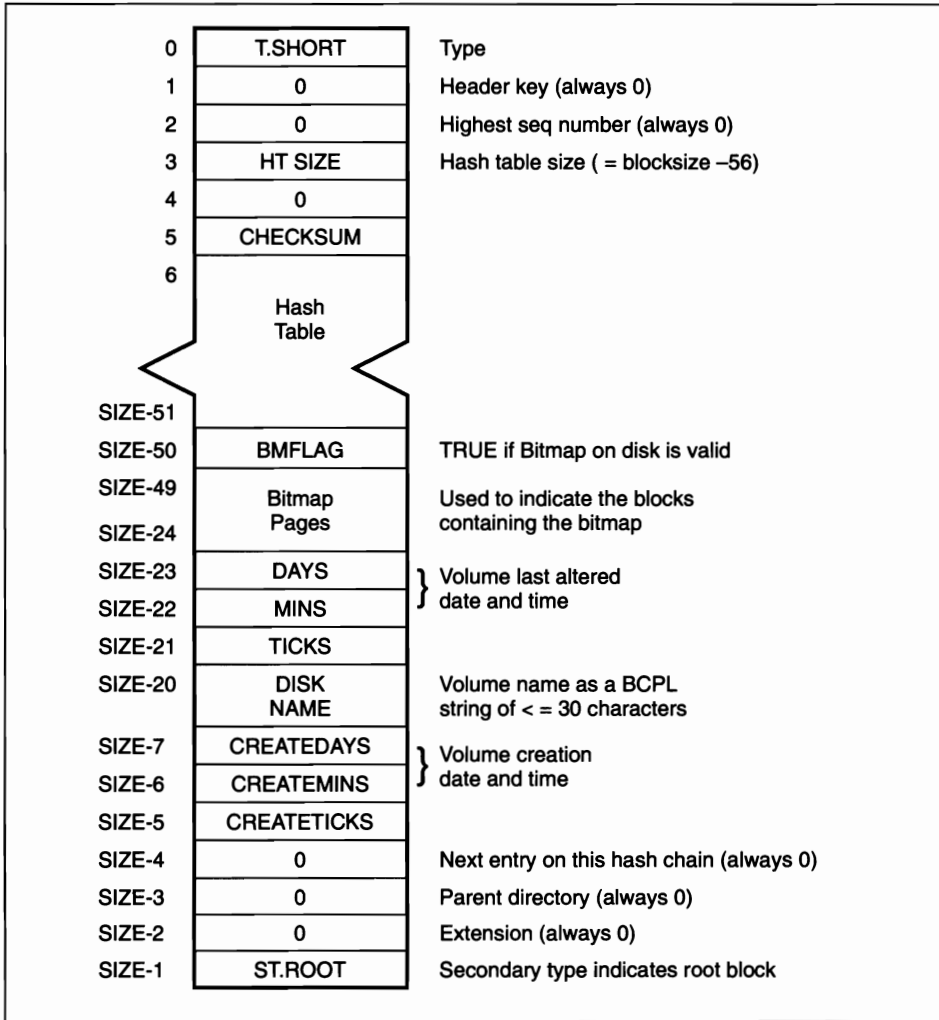 0 T.SHORT Type
1 0 Header key (always 0)
2 0 Highest seq number (always 0)
3 HT SIZE Hash table size ( = blocksize –56)
4 0
5 CHECKSUM
6
Hash
Table
SIZE-51
SIZE-50 BMFLAG TRUE if Bitmap on disk is valid
SIZE-49 Bitmap Used to indicate the blocks
SIZE-24 Pages containing the bitmap
SIZE-23 DAYS } Volume last altered
SIZE-22 MINS date and time
SIZE-21 TICKS
SIZE-20 DISK Volume name as a BCPL
NAME string of < = 30 characters
SIZE-7 CREATEDAYS } Volume creation
SIZE-6 CREATEMINS date and time
SIZE-5 CREATETICKS
SIZE-4 0 Next entry on this hash chain (always 0)
SIZE-3 0 Parent directory (always 0)
SIZE-2 0 Extension (always 0)
SIZE-1 ST.ROOT Secondary type indicates root block